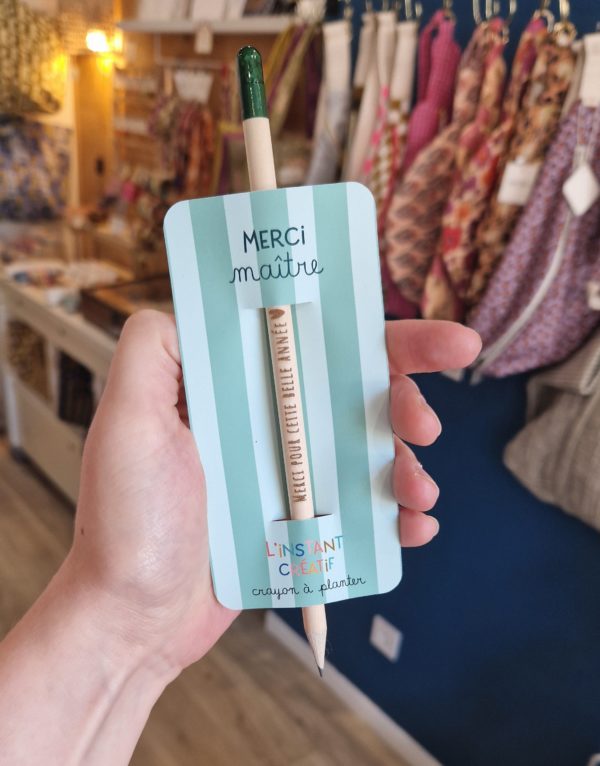 MERCi
maître
MERCI POUR CETTE BELLE ANNÉE
L'iNSTANT
CRÉATiF
crayon à planter